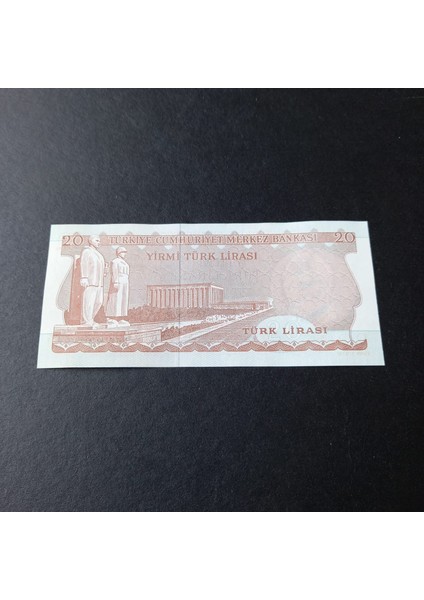 20 TÜRKİYE CUMHURİYET MERKEZ BANKASI 20
YİRMİ TÜRK LİRASI
TÜRK LİRASI